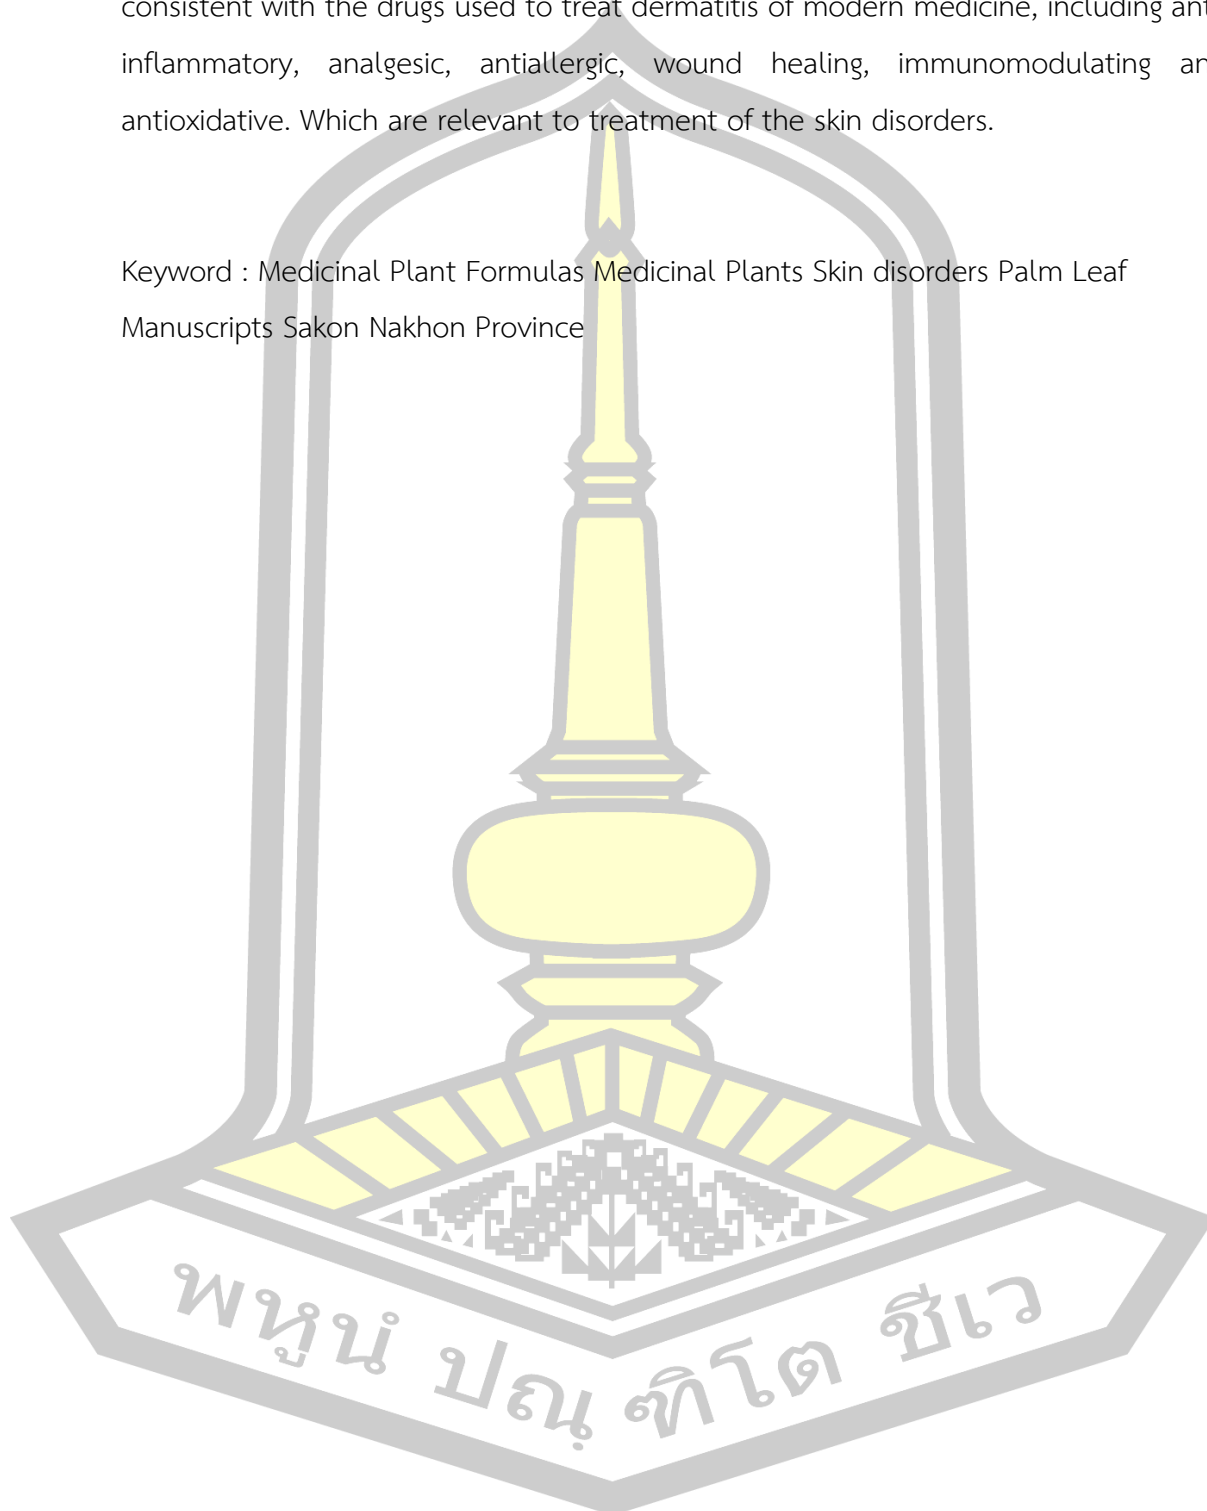 consistent with the drugs used to treat dermatitis of modern medicine, including ant
inflammatory, analgesic, antiallergic, wound healing, immunomodulating an
antioxidative. Which are relevant to treatment of the skin disorders.
Keyword : Medicinal Plant Formulas Medicinal Plants Skin disorders Palm Leaf
Manuscripts Sakon Nakhon Province
พหูนํ ปณฺฑิโต ชีเว